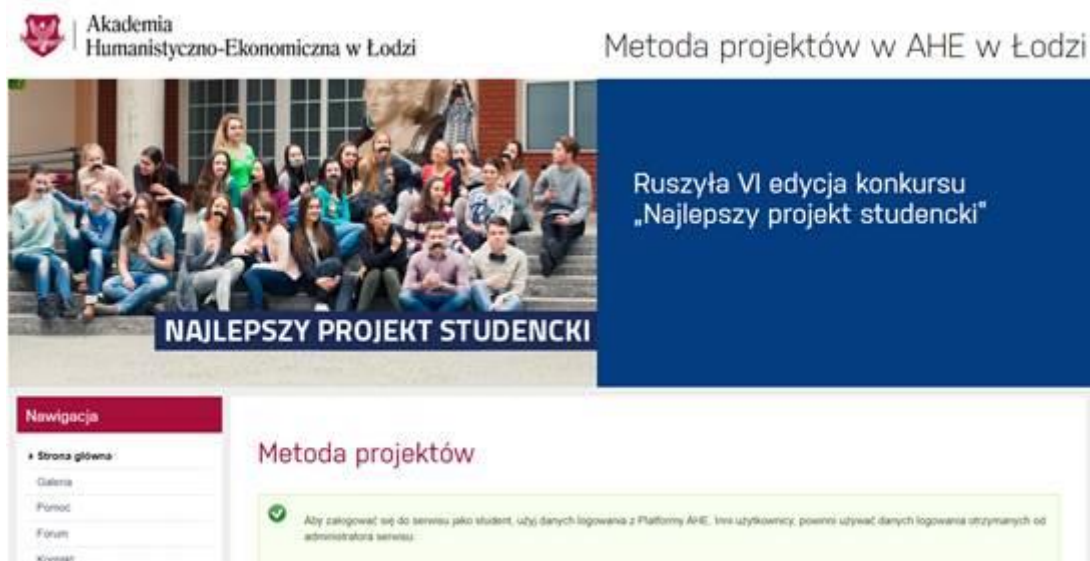 Akademia
Humanistyczno-Ekonomiczna w Łodzi
Metoda projektów w AHE w Łodzi
Ruszyła VI edycja konkursu
„Najlepszy projekt studencki”
NAJLEPSZY PROJEKT STUDENCKI
Nawigacja
Strona główna
Galeria
Pomoc
Forum
Kontakt
Metoda projektów
Aby zalogować się do serwisu jako student, użyj danych logowania z Platformy AHE. Inni użytkownicy, powinni używać danych logowania otrzymanych od
administratora serwisu.